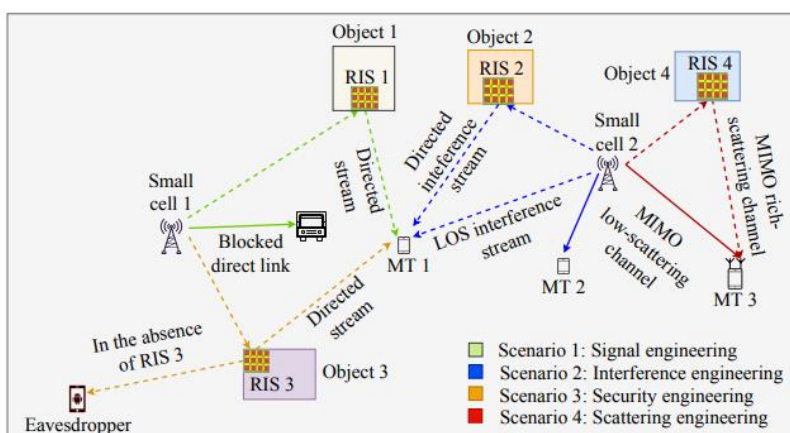 Object 1
RIS 1
Object 2
RIS 2
Object 4
RIS 4
Small
cell 1
Small
cell 2
Directed
stream
Directed
inteference
stream
MIMO rich-
scattering channel
Blocked
direct link
LOS interference
stream
MIMO
low-scattering
channel
MT 1
MT 2
MT 3
In the absence
of RIS 3
Directed
stream
RIS 3
Object 3
Eavesdropper
Scenario 1: Signal engineering
Scenario 2: Interference engineering
Scenario 3: Security engineering
Scenario 4: Scattering engineering